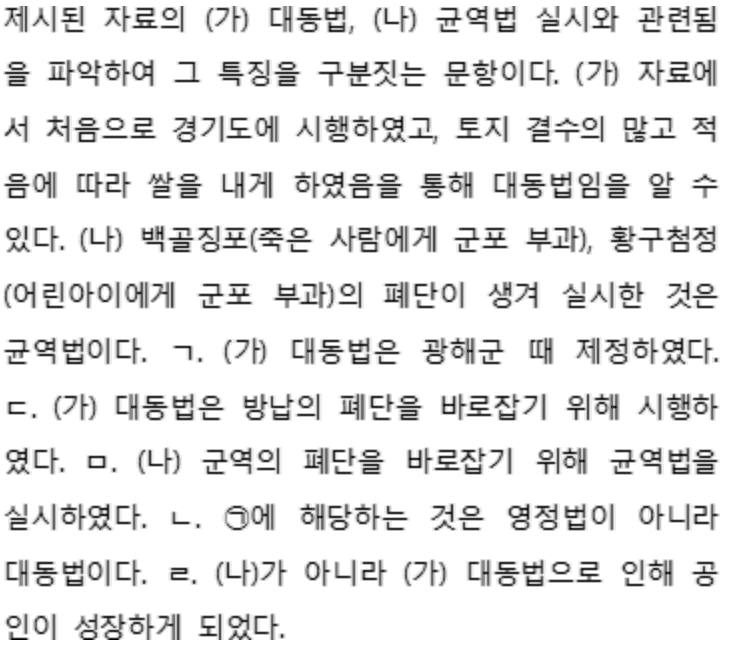 제시된 자료의 (가) 대동법, (나) 균역법 실시와 관련됨
을 파악하여 그 특징을 구분짓는 문항이다. (가) 자료에
서 처음으로 경기도에 시행하였고, 토지 결수의 많고 적
음에 따라 쌀을 내게 하였음을 통해 대동법임을 알 수
있다. (나) 백골징포(죽은 사람에게 군포 부과), 황구첨정
(어린아이에게 군포 부과)의 폐단이 생겨 실시한 것은
균역법이다. ㄱ. (가) 대동법은 광해군 때 제정하였다.
ㄷ. (가) 대동법은 방납의 폐단을 바로잡기 위해 시행하
였다. ㅁ. (나) 군역의 폐단을 바로잡기 위해 균역법을
실시하였다. ㄴ. ㉠에 해당하는 것은 영정법이 아니라
대동법이다. ㄹ. (나)가 아니라 (가) 대동법으로 인해 공
인이 성장하게 되었다.